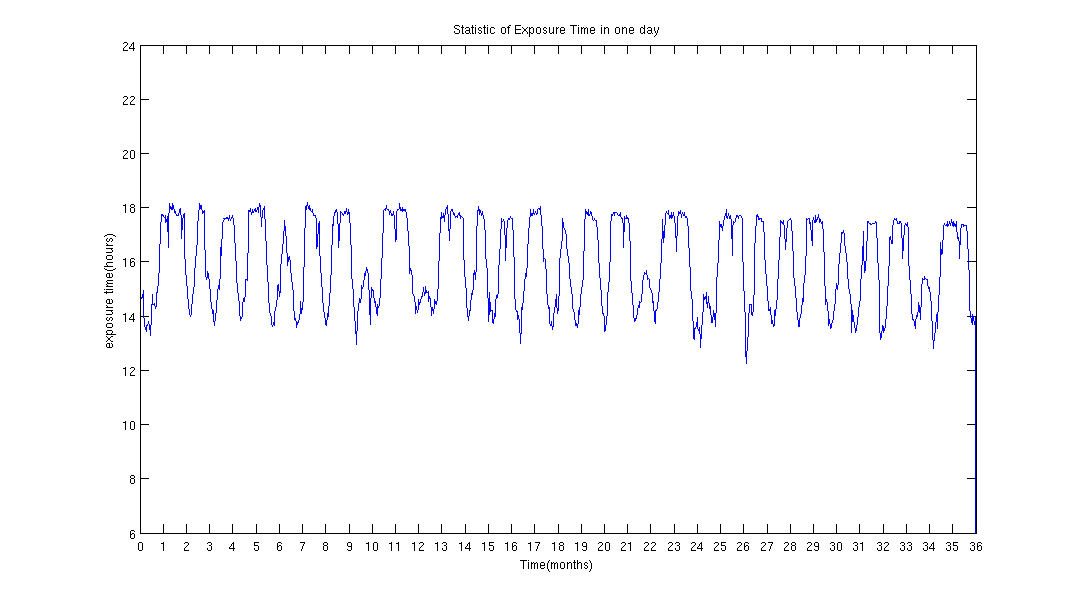 Statistic of Exposure Time in one day
24
22
20
18
16
14
12
10
8
6
exposure time(hours)
0 1 2 3 4 5 6 7 8 9 10 11 12 13 14 15 16 17 18 19 20 21 22 23 24 25 26 27 28 29 30 31 32 33 34 35 36
Time(months)